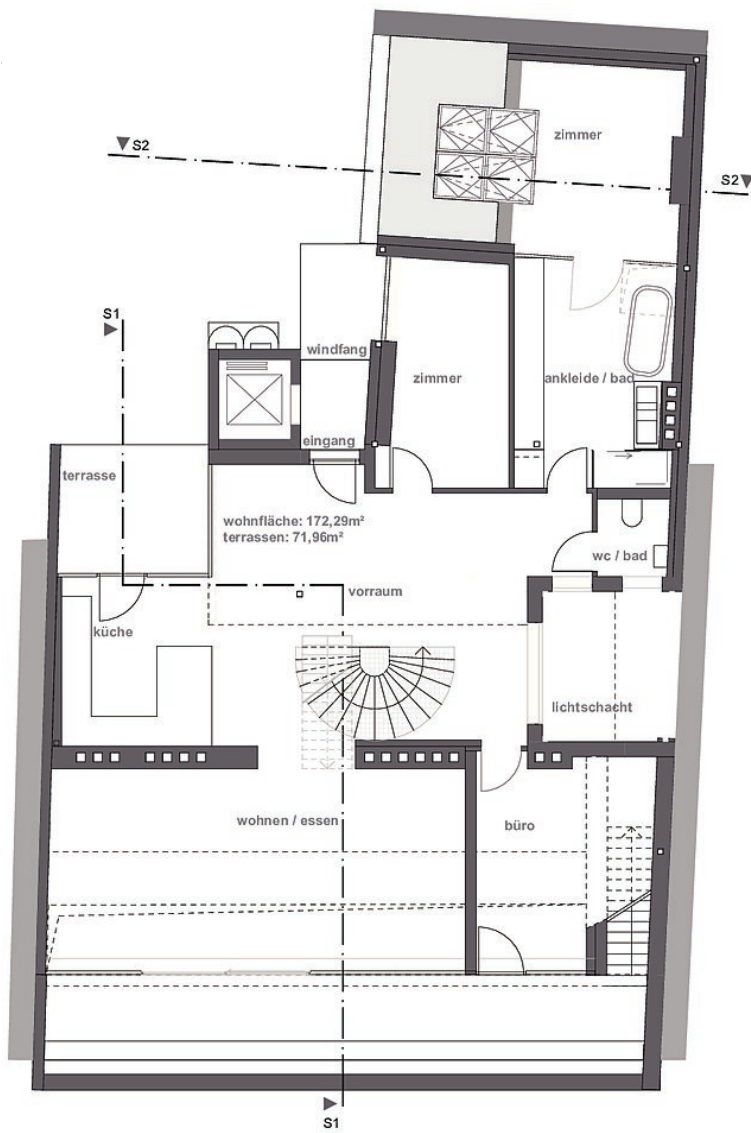 zimmer
S2
S2
S1
windfang
zimmer
ankleide / bad
eingang
terrasse
wohnfläche: 172,29m²
terrassen: 71,96m²
wc / bad
vorraum
küche
lichtschacht
wohnen / essen
büro
S1